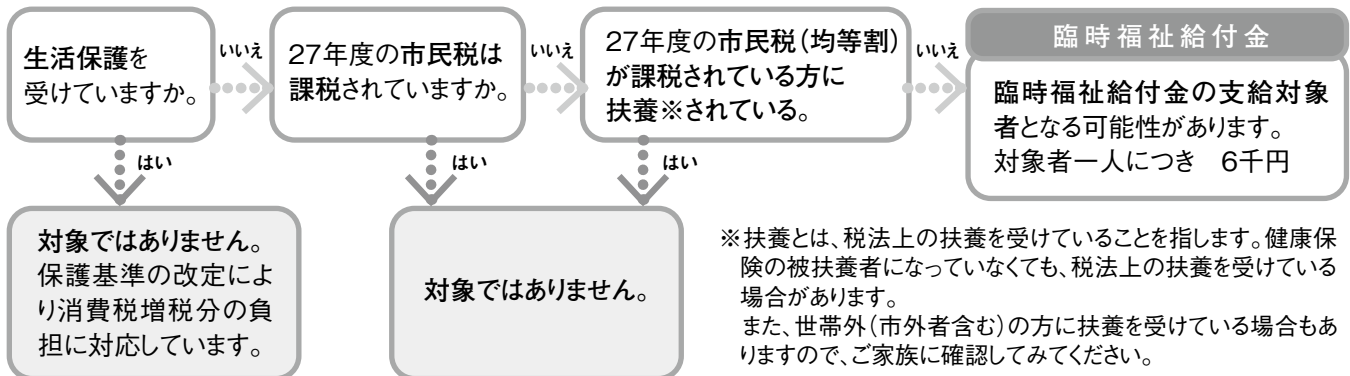 生活保護を
受けていますか。
いいえ
27年度の市民税は
課税されていますか。
いいえ
27年度の市民税(均等割)
が課税されている方に
扶養※されている。
いいえ
臨時福祉給付金
臨時福祉給付金の支給対象
者となる可能性があります。
対象者一人につき 6千円
はい
はい
はい
対象ではありません。
保護基準の改定によ
り消費税増税分の負
担に対応しています。
対象ではありません。
※扶養とは、税法上の扶養を受けていることを指します。健康保
険の被扶養者になっていなくても、税法上の扶養を受けている
場合があります。
また、世帯外(市外者含む)の方に扶養を受けている場合もあ
りますので、ご家族に確認してみてください。